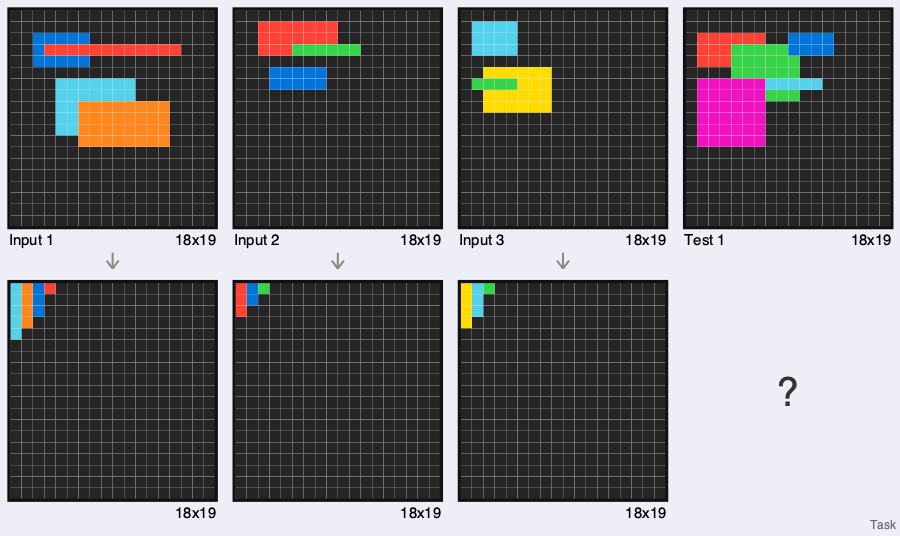 Input 1 18x19
Input 2 18x19
Input 3 18x19
Test 1 18x19
?
18x19
18x19
18x19
Task